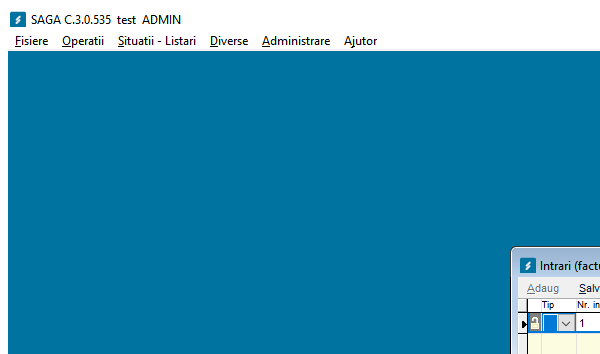 SAGA C.3.0.535 test ADMIN
Fisiere Operatii Situatii - Listari Diverse Administrare Ajutor
Intrari (factu
Adaug Salv
Tip Nr. in
1